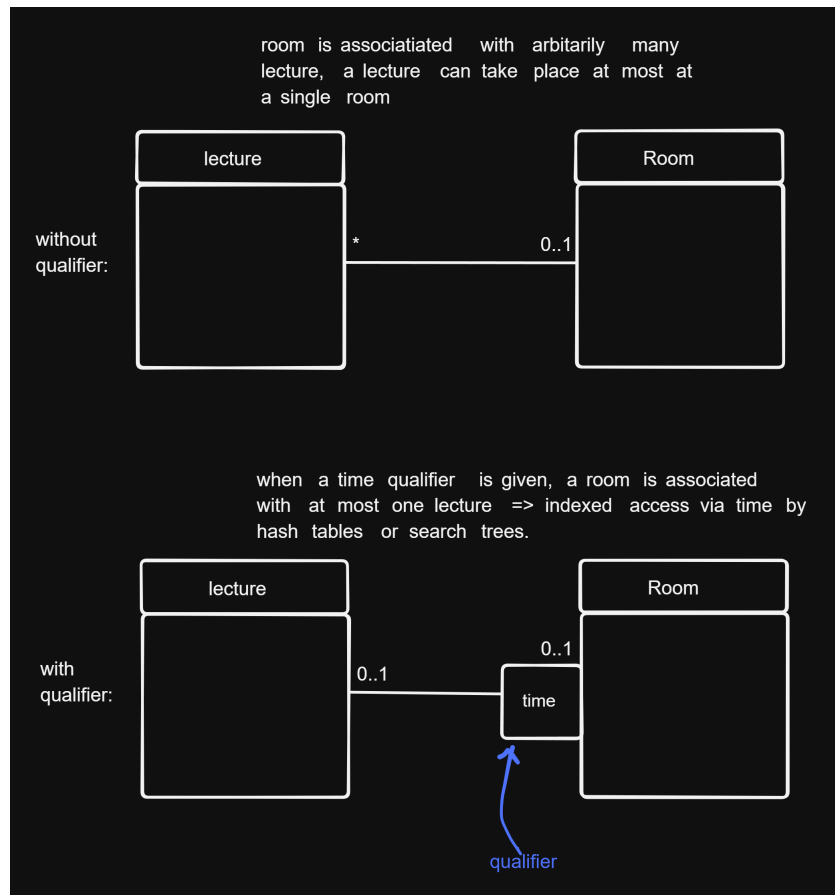 room is associatiated with arbitarily many
lecture, a lecture can take place at most at
a single room
lecture
Room
without
qualifier:
*
0..1
when a time qualifier is given, a room is associated
with at most one lecture => indexed access via time by
hash tables or search trees.
lecture
Room
with
qualifier:
0..1
0..1
time
qualifier